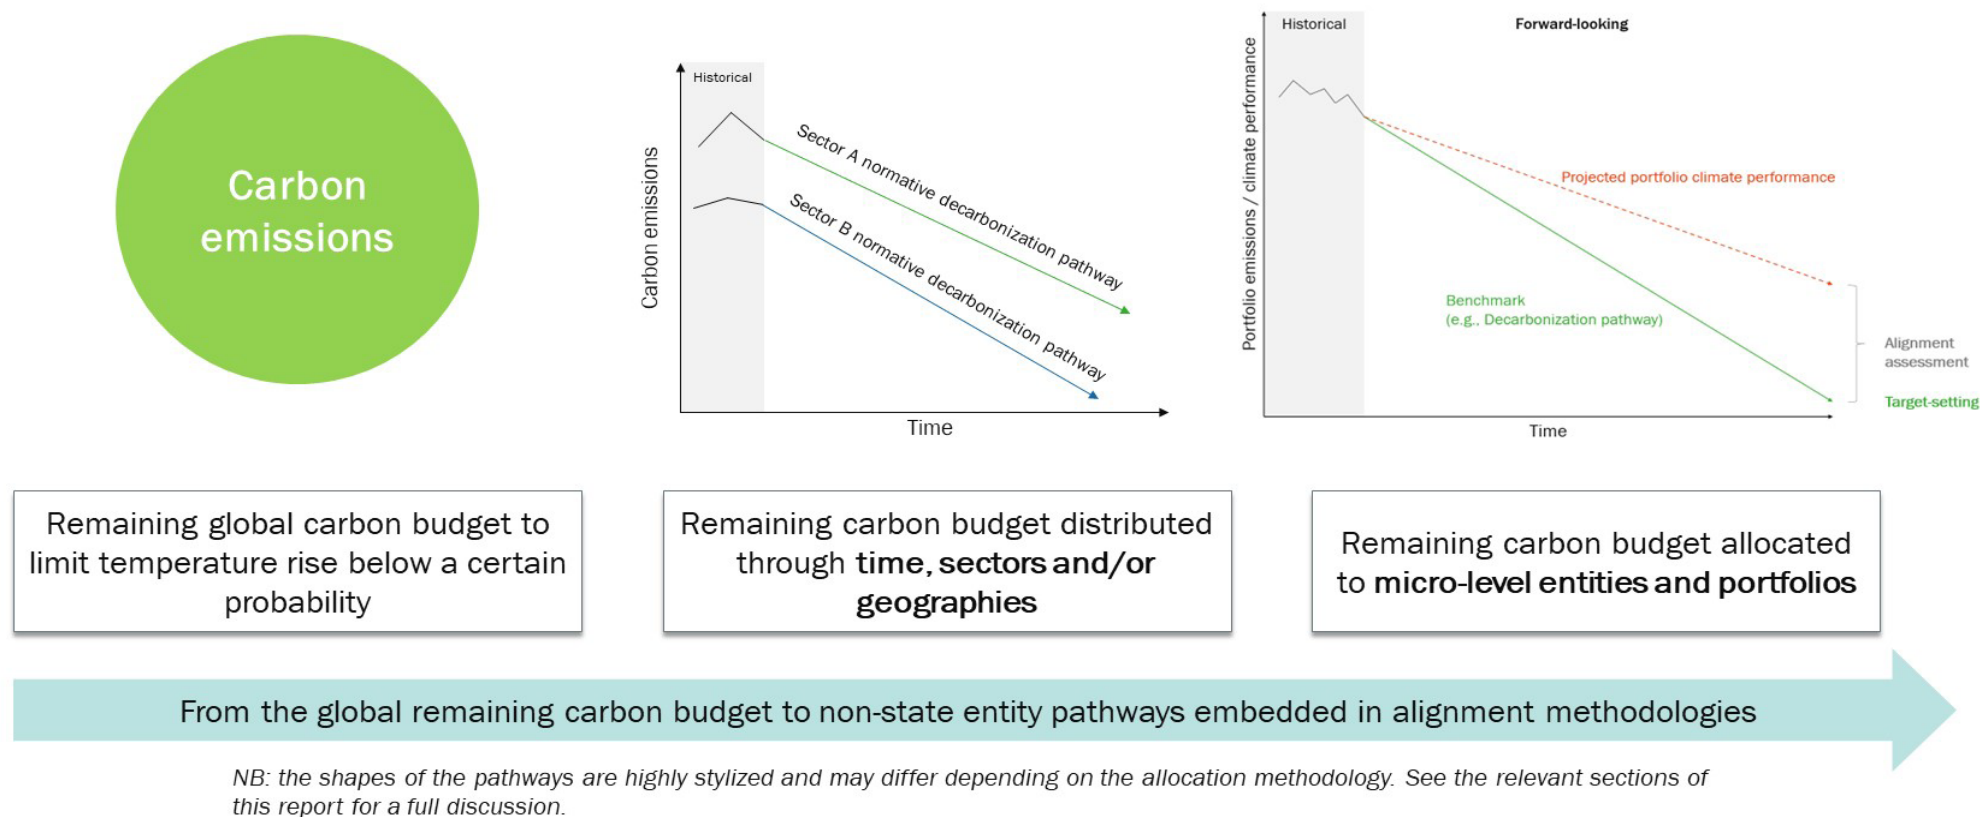 Carbon
emissions
Carbon emissions
Historical
Sector A normative decarbonization pathway
Sector B normative decarbonization pathway
Time
Portfolio emissions / climate performance
Historical
Forward-looking
Projected portfolio climate performance
Benchmark
(e.g., Decarbonization pathway)
Alignment
assessment
Target-setting
Time
Remaining global carbon budget to
limit temperature rise below a certain
probability
Remaining carbon budget distributed
through time, sectors and/or
geographies
Remaining carbon budget allocated
to micro-level entities and portfolios
From the global remaining carbon budget to non-state entity pathways embedded in alignment methodologies
NB: the shapes of the pathways are highly stylized and may differ depending on the allocation methodology. See the relevant sections of
this report for a full discussion.